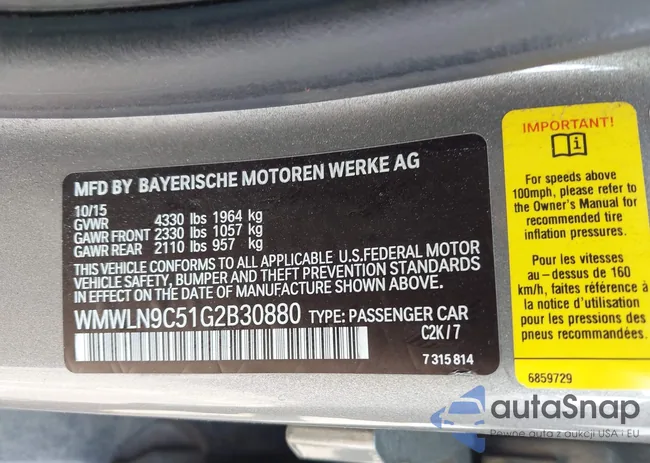 MFD BY BAYERISCHE MOTOREN WERKE AG
10/15
GVWR 4330 lbs 1964 kg
GAWR FRONT 2330 lbs 1057 kg
GAWR REAR 2110 lbs 957 kg
THIS VEHICLE CONFORMS TO ALL APPLICABLE U.S.FEDERAL MOTOR
VEHICLE SAFETY, BUMPER AND THEFT PREVENTION STANDARDS
IN EFFECT ON THE DATE OF MANUFACTURE SHOWN ABOVE.
WMWLN9C51G2B30880 TYPE: PASSENGER CAR
C2K/7
7 315 814
IMPORTANT!
For speeds above
100mph, please refer to
the Owner's Manual for
recommended tire
inflation pressures.
Pour les vitesses
au-dessus de 160
km/h, faites référence à
la notice d'utilisation
pour les pressions des
pneus recommandées.
6859729
autaSnap
Pewne auta z aukcji USA i EU